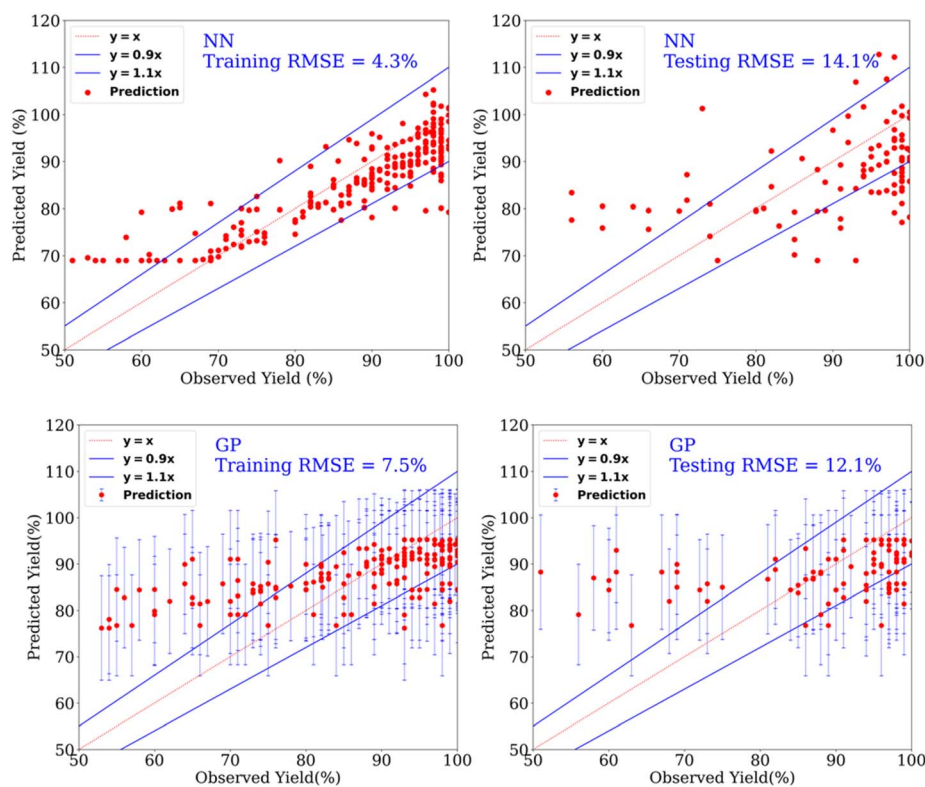 120
110
100
90
80
70
60
50
Predicted Yield (%)
y = x
y = 0.9x
y = 1.1x
Prediction
NN
Training RMSE = 4.3%
50 60 70 80 90 100
Observed Yield (%)
120
110
100
90
80
70
60
50
Predicted Yield (%)
y = x
y = 0.9x
y = 1.1x
Prediction
NN
Testing RMSE = 14.1%
50 60 70 80 90 100
Observed Yield (%)
120
110
100
90
80
70
60
50
Predicted Yield(%)
y = x
y = 0.9x
y = 1.1x
Prediction
GP
Training RMSE = 7.5%
50 60 70 80 90 100
Observed Yield(%)
120
110
100
90
80
70
60
50
Predicted Yield(%)
y = x
y = 0.9x
y = 1.1x
Prediction
GP
Testing RMSE = 12.1%
50 60 70 80 90 100
Observed Yield(%)